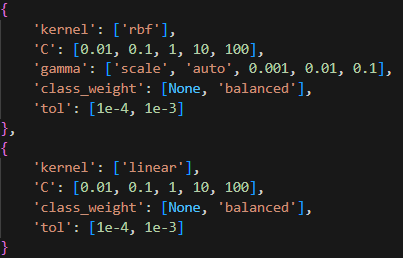 {
'kernel': ['rbf'],
'C': [0.01, 0.1, 1, 10, 100],
'gamma': ['scale', 'auto', 0.001, 0.01, 0.1],
'class_weight': [None, 'balanced'],
'tol': [1e-4, 1e-3]
},
{
'kernel': ['linear'],
'C': [0.01, 0.1, 1, 10, 100],
'class_weight': [None, 'balanced'],
'tol': [1e-4, 1e-3]
}